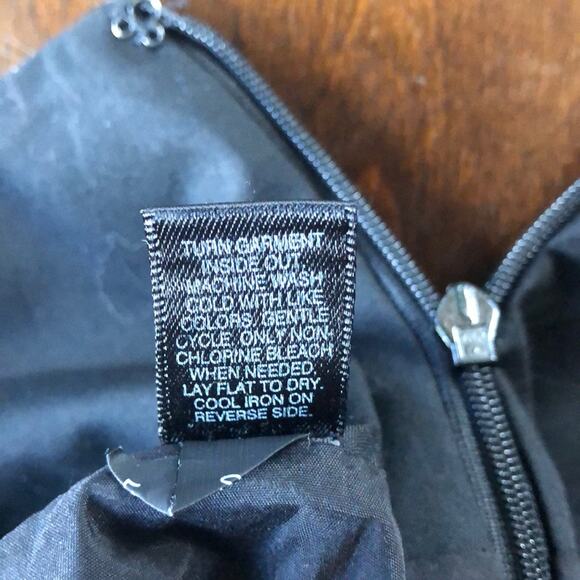 TURN GARMENT
INSIDE OUT.
MACHINE WASH
COLD WITH LIKE
COLORS, GENTLE
CYCLE. ONLY NON-
CHLORINE BLEACH
WHEN NEEDED.
LAY FLAT TO DRY.
COOL IRON ON
REVERSE SIDE.